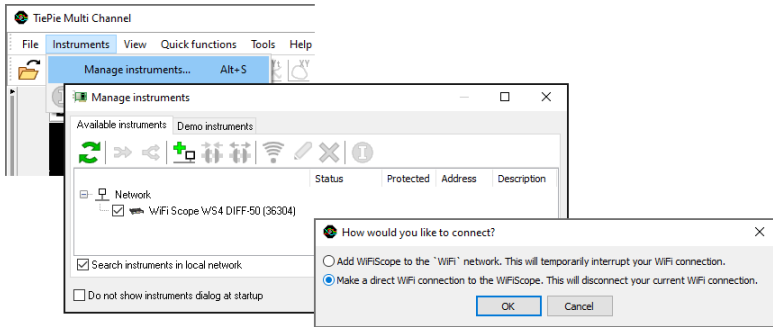 TiePie Multi Channel
File Instruments View Quick functions Tools Help
Manage instruments... Alt+S
Manage instruments
Available instruments Demo instruments
Status Protected Address Description
Network
WiFi Scope WS4 DIFF-50 (36304)
Search instruments in local network
Do not show instruments dialog at startup
How would you like to connect?
Add WiFiScope to the `WiFi` network. This will temporarily interrupt your WiFi connection.
Make a direct WiFi connection to the WiFiScope. This will disconnect your current WiFi connection.
OK Cancel